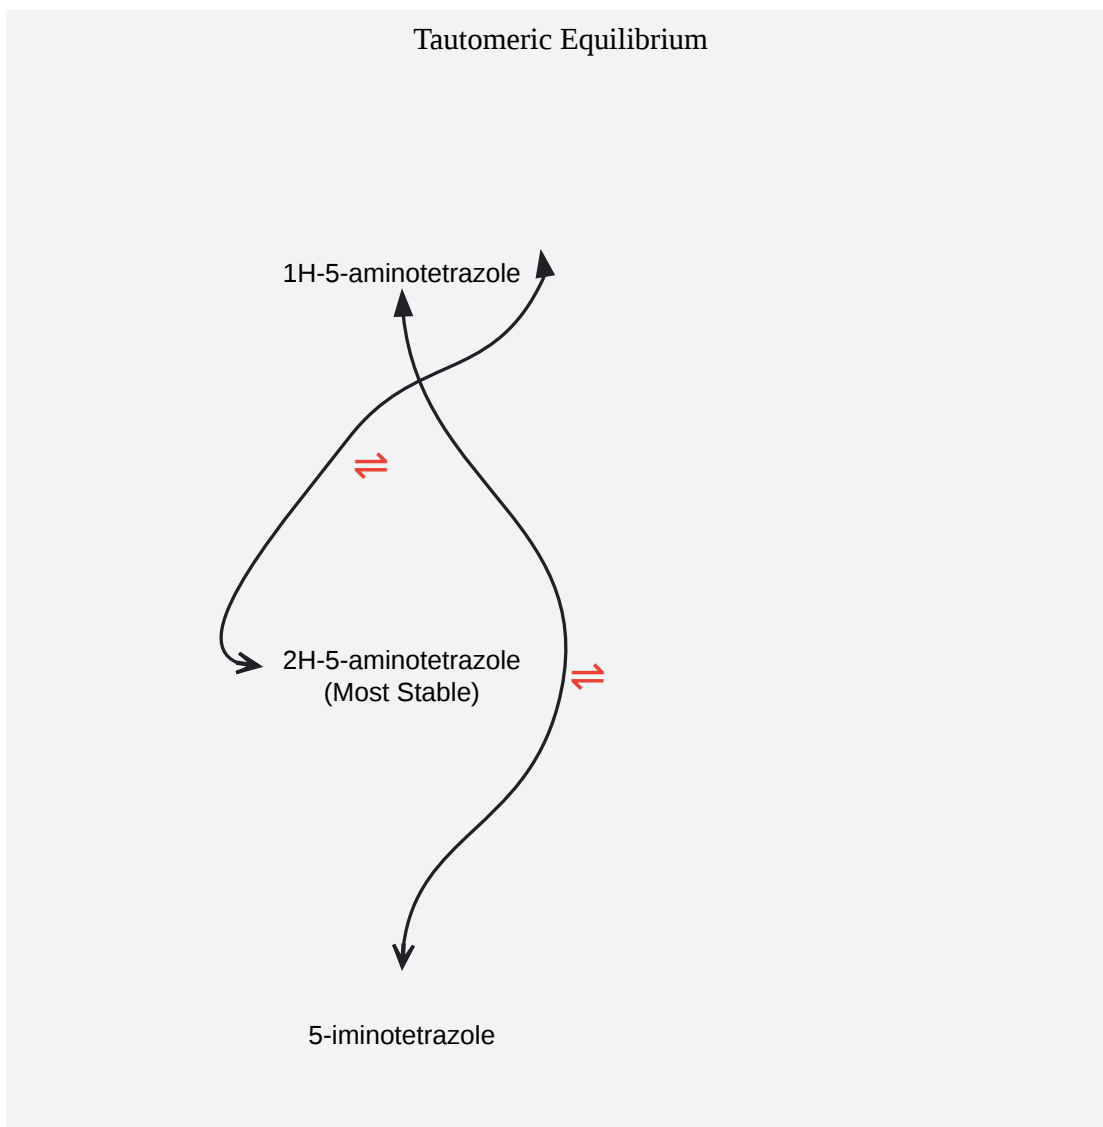 Tautomeric Equilibrium
1H-5-aminotetrazole
⇌
2H-5-aminotetrazole
(Most Stable)
⇌
5-iminotetrazole